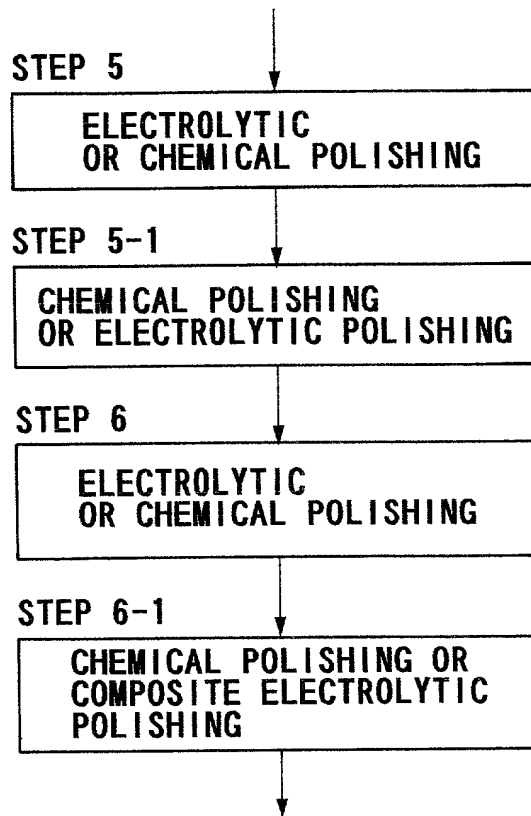 STEP 5
ELECTROLYTIC
OR CHEMICAL POLISHING
STEP 5-1
CHEMICAL POLISHING
OR ELECTROLYTIC POLISHING
STEP 6
ELECTROLYTIC
OR CHEMICAL POLISHING
STEP 6-1
CHEMICAL POLISHING OR
COMPOSITE ELECTROLYTIC
POLISHING